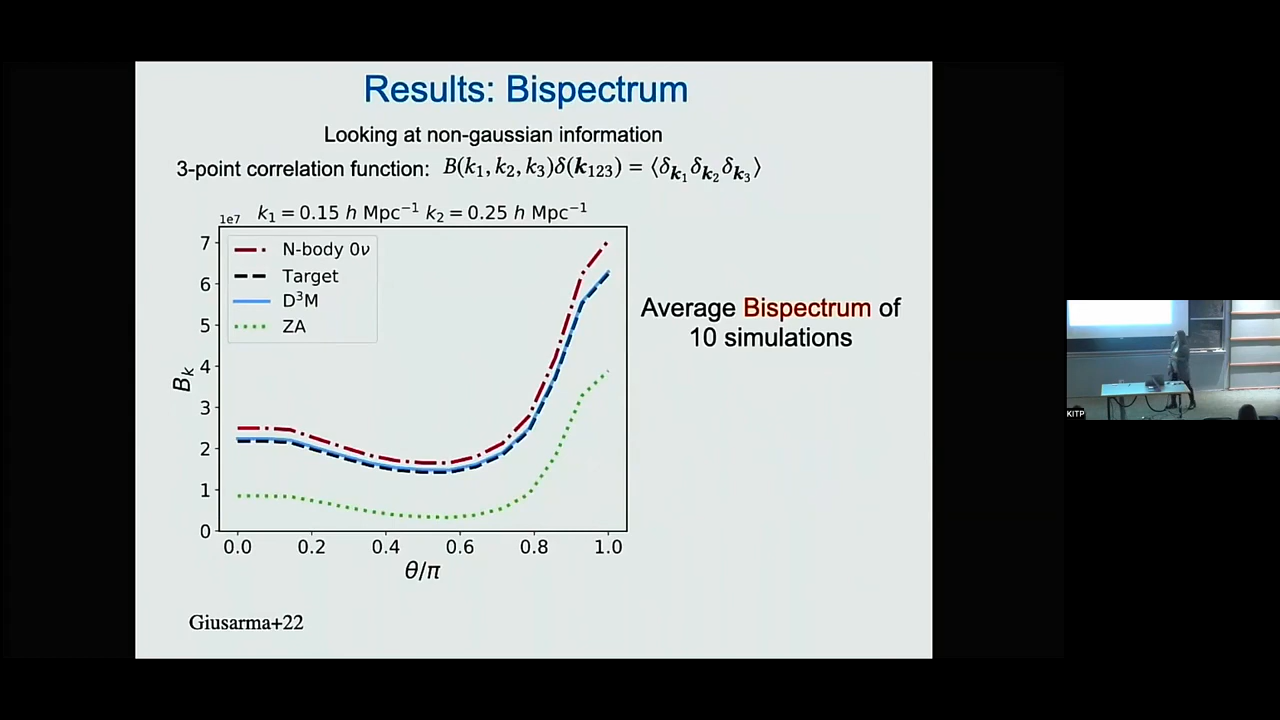 Results: Bispectrum
Looking at non-gaussian information
3-point correlation function: B(k₁, k₂, k₃)δ(𝒌₁₂₃) = ⟨δ𝒌₁δ𝒌₂δ𝒌₃⟩
1e7 k₁ = 0.15 h Mpc⁻¹ k₂ = 0.25 h Mpc⁻¹
7
6
5
4
3
2
1
0
Bₖ
N-body 0ν
Target
D³M
ZA
0.0 0.2 0.4 0.6 0.8 1.0
θ/π
Average Bispectrum of
10 simulations
Giusarma+22
KITP